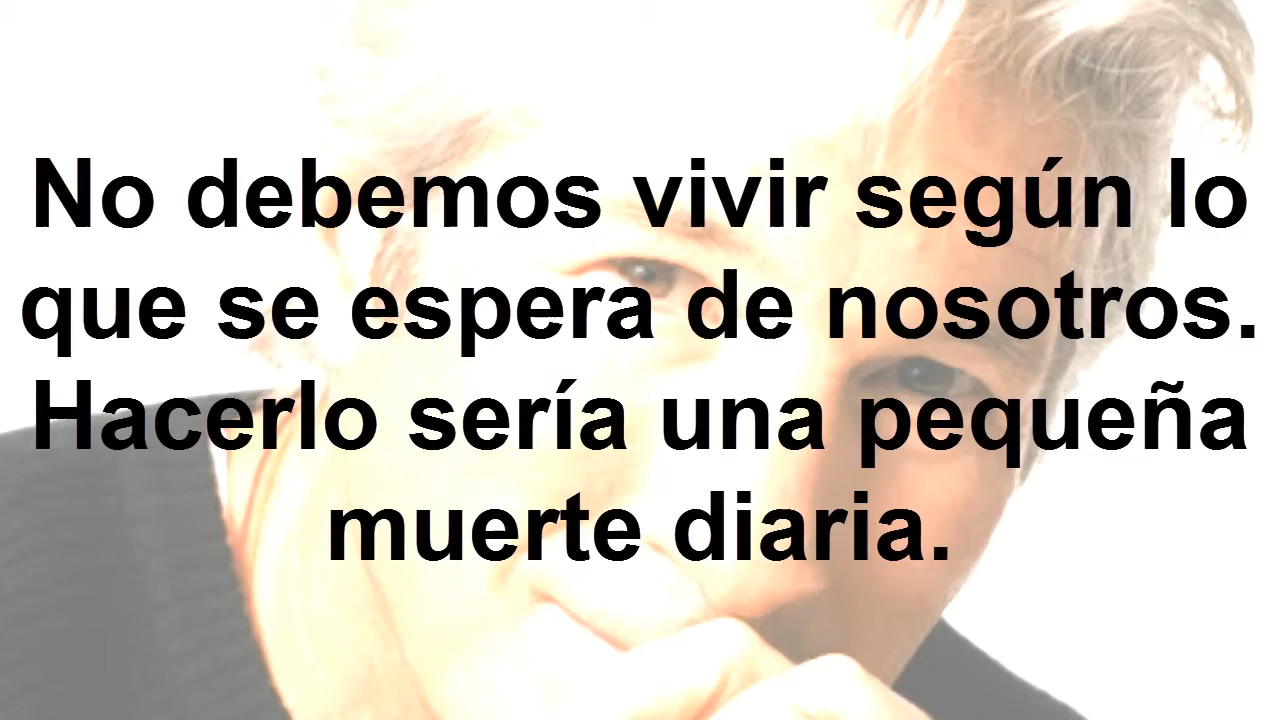 No debemos vivir según lo
que se espera de nosotros.
Hacerlo sería una pequeña
muerte diaria.